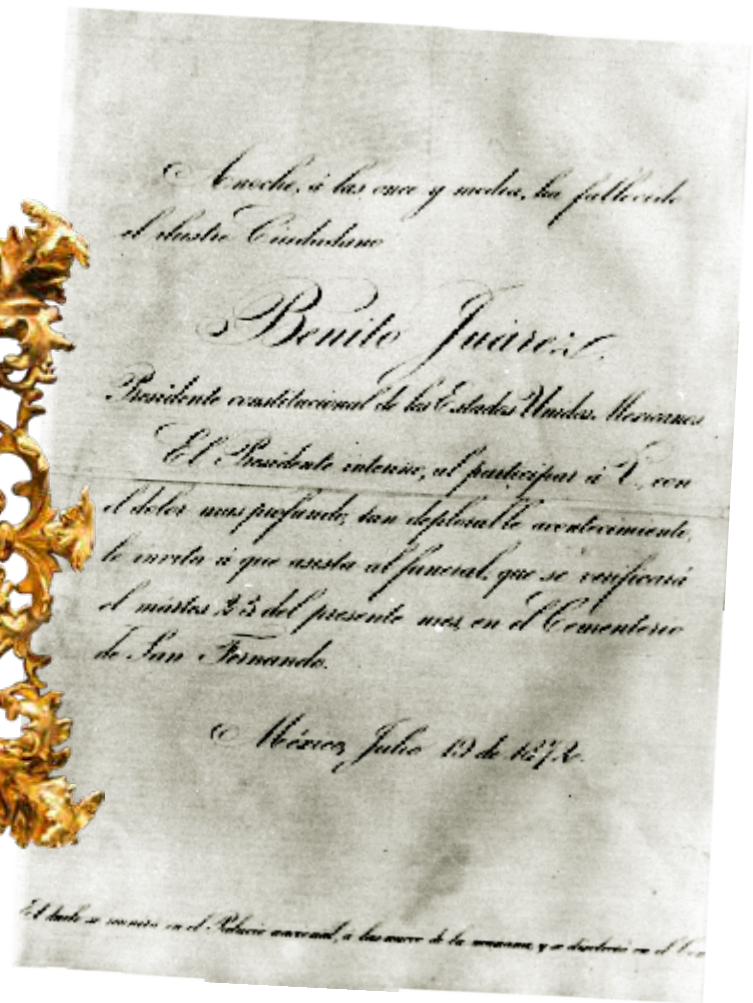 Anoche, á las once y media, ha fallecido
el ilustre Ciudadano
Benito Juárez.
Presidente constitucional de los Estados Unidos Mexicanos.
El Presidente interino, al participar á V., con
el dolor mas profundo, tan deplorable acontecimiento,
le invita á que asista al funeral, que se verificará
el mártes 23 del presente mes, en el Cementerio
de San Fernando.
México, Julio 19 de 1872.
El duelo se reunirá en el Palacio nacional, a las nueve de la mañana, y se disolverá en el